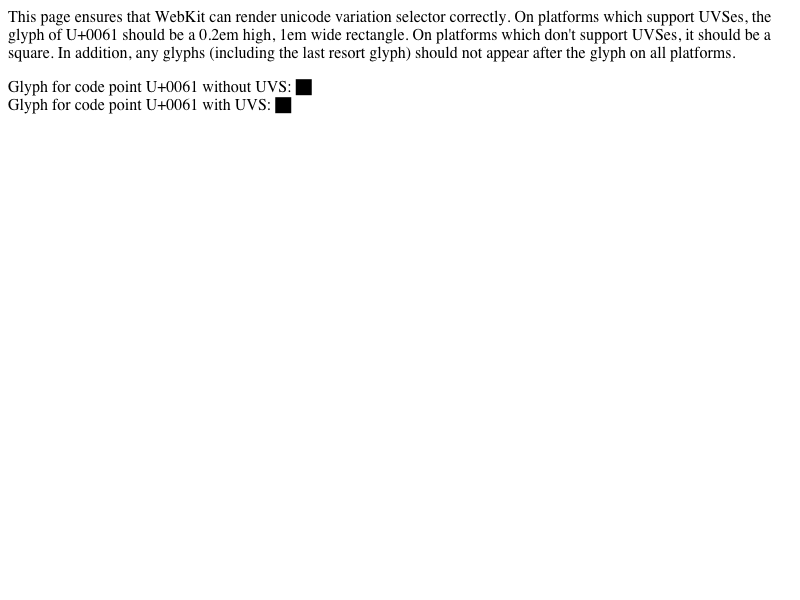 This page ensures that WebKit can render unicode variation selector correctly. On platforms which support UVSes, the
glyph of U+0061 should be a 0.2em high, 1em wide rectangle. On platforms which don't support UVSes, it should be a
square. In addition, any glyphs (including the last resort glyph) should not appear after the glyph on all platforms.
Glyph for code point U+0061 without UVS: ■
Glyph for code point U+0061 with UVS: ■